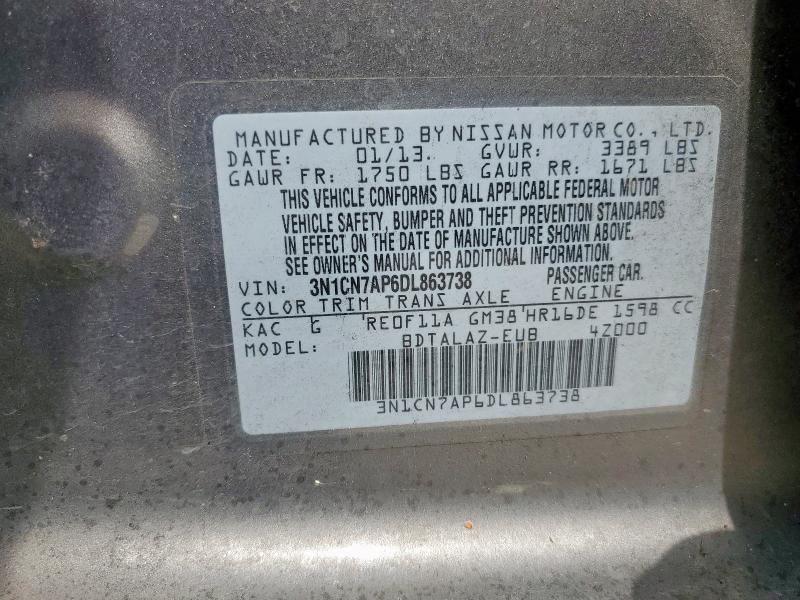 MANUFACTURED BY NISSAN MOTOR CO., LTD.
DATE: 01/13. GVWR: 3389 LBS
GAWR FR: 1750 LBS GAWR RR: 1671 LBS
THIS VEHICLE CONFORMS TO ALL APPLICABLE FEDERAL MOTOR
VEHICLE SAFETY, BUMPER AND THEFT PREVENTION STANDARDS
IN EFFECT ON THE DATE OF MANUFACTURE SHOWN ABOVE.
SEE OWNER'S MANUAL FOR ADDITIONAL INFORMATION.
VIN: 3N1CN7AP6DL863738 PASSENGER CAR.
COLOR TRIM TRANS AXLE ENGINE
KAC G RE0F11A GM38 HR16DE 1598 CC
MODEL: BDTALAZ-EUB 4Z000
3N1CN7AP6DL863738